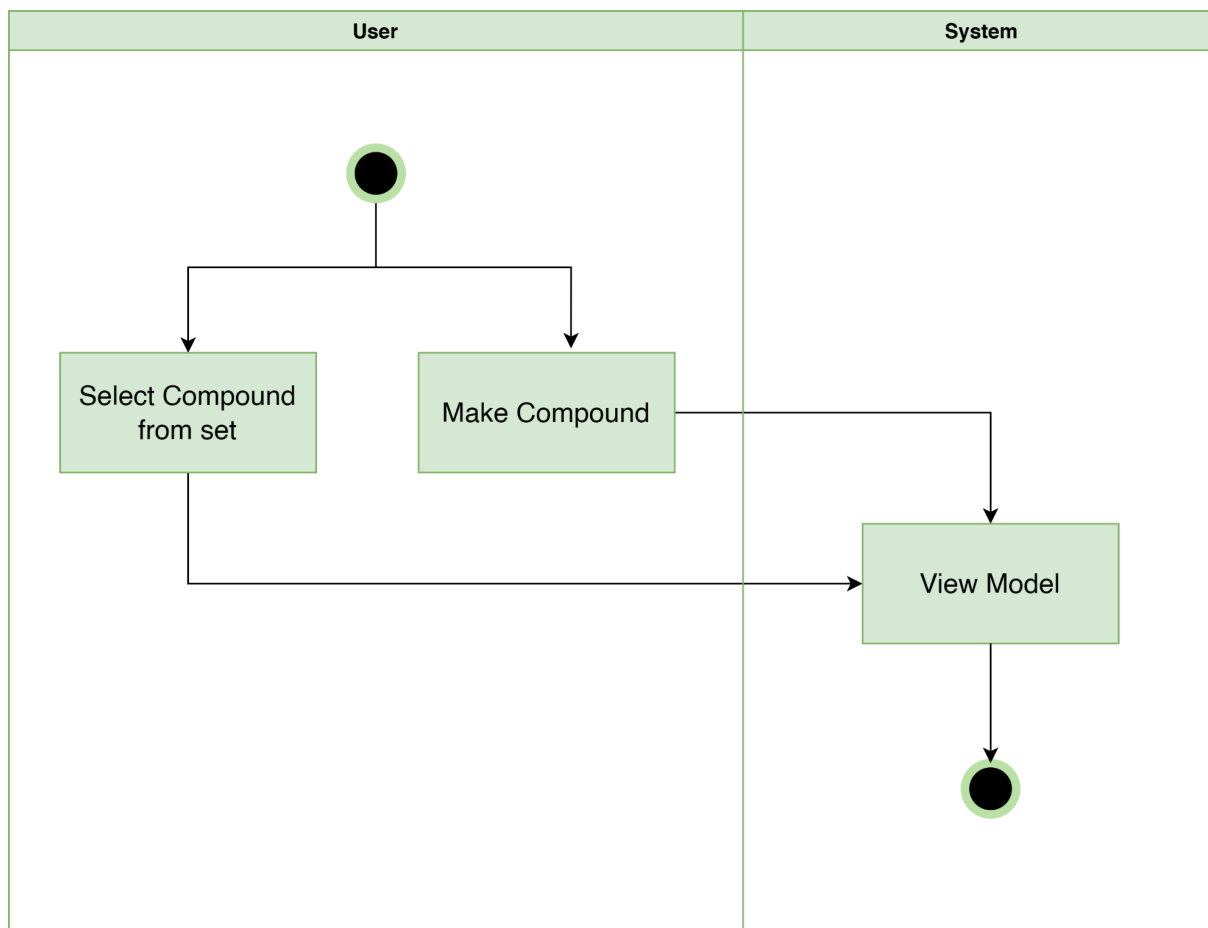 User
System
Select Compound
from set
Make Compound
View Model